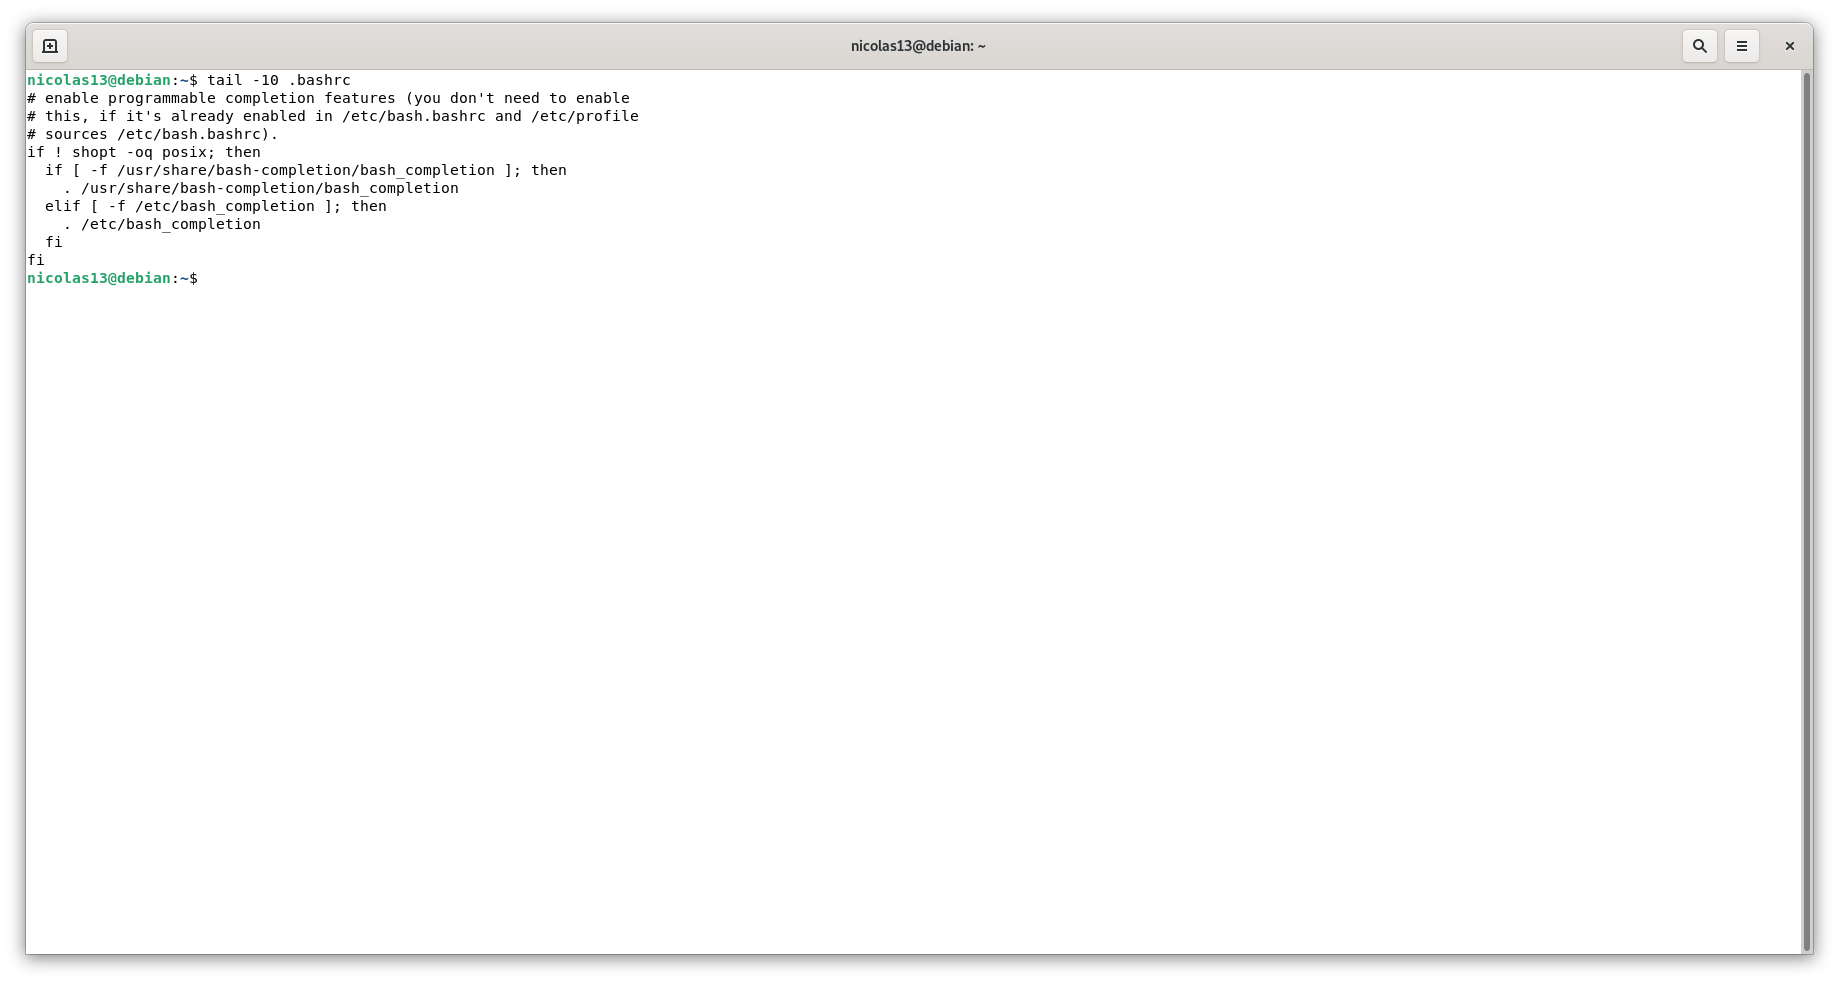 nicolas13@debian: ~
nicolas13@debian:~$ tail -10 .bashrc
# enable programmable completion features (you don't need to enable
# this, if it's already enabled in /etc/bash.bashrc and /etc/profile
# sources /etc/bash.bashrc).
if ! shopt -oq posix; then
  if [ -f /usr/share/bash-completion/bash_completion ]; then
    . /usr/share/bash-completion/bash_completion
  elif [ -f /etc/bash_completion ]; then
    . /etc/bash_completion
  fi
fi
nicolas13@debian:~$